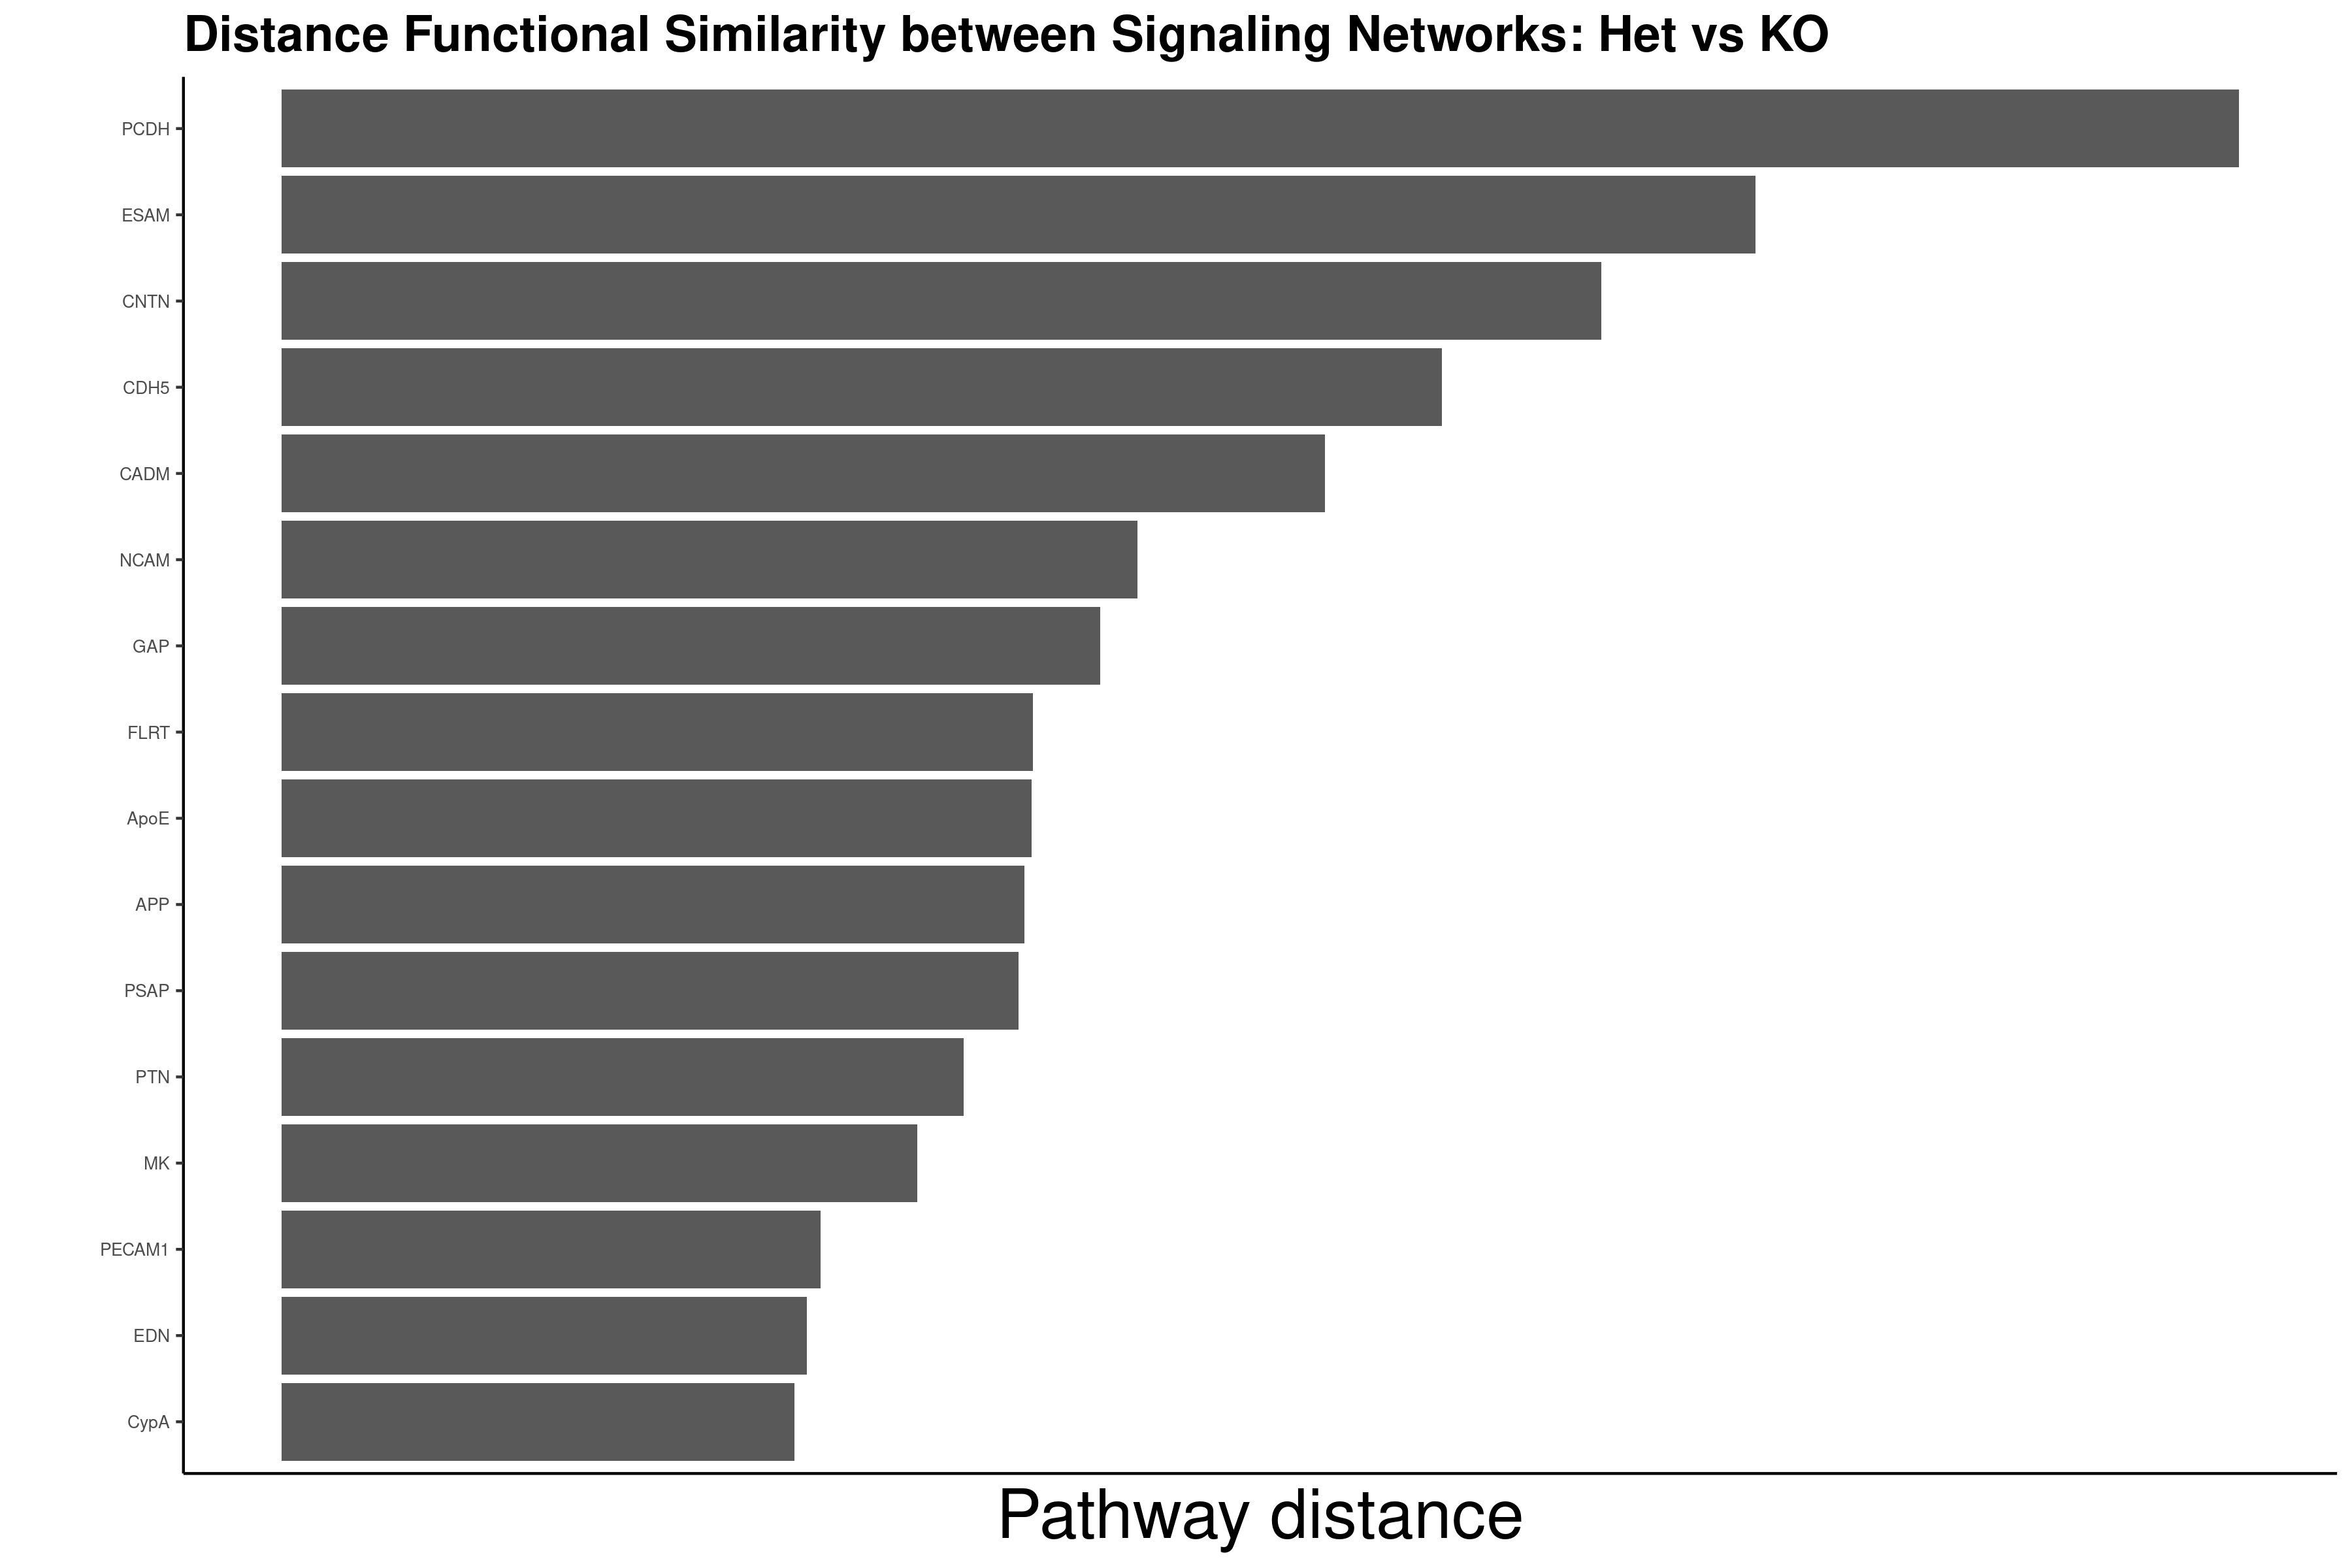 Distance Functional Similarity between Signaling Networks: Het vs KO
PCDH
ESAM
CNTN
CDH5
CADM
NCAM
GAP
FLRT
ApoE
APP
PSAP
PTN
MK
PECAM1
EDN
CypA
Pathway distance